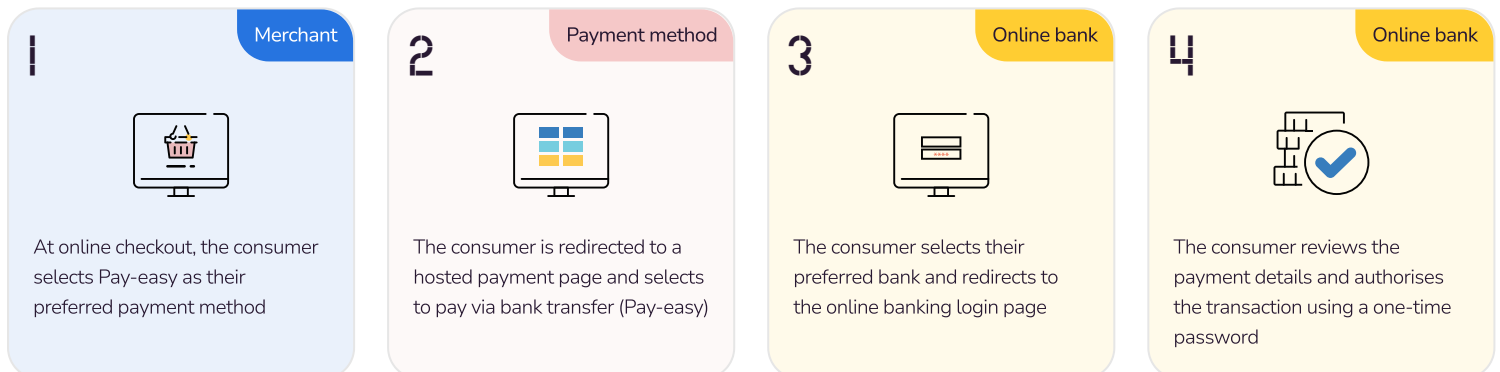 1
Merchant
At online checkout, the consumer
selects Pay-easy as their
preferred payment method
2
Payment method
The consumer is redirected to a
hosted payment page and selects
to pay via bank transfer (Pay-easy)
3
Online bank
The consumer selects their
preferred bank and redirects to
the online banking login page
4
Online bank
The consumer reviews the
payment details and authorises
the transaction using a one-time
password